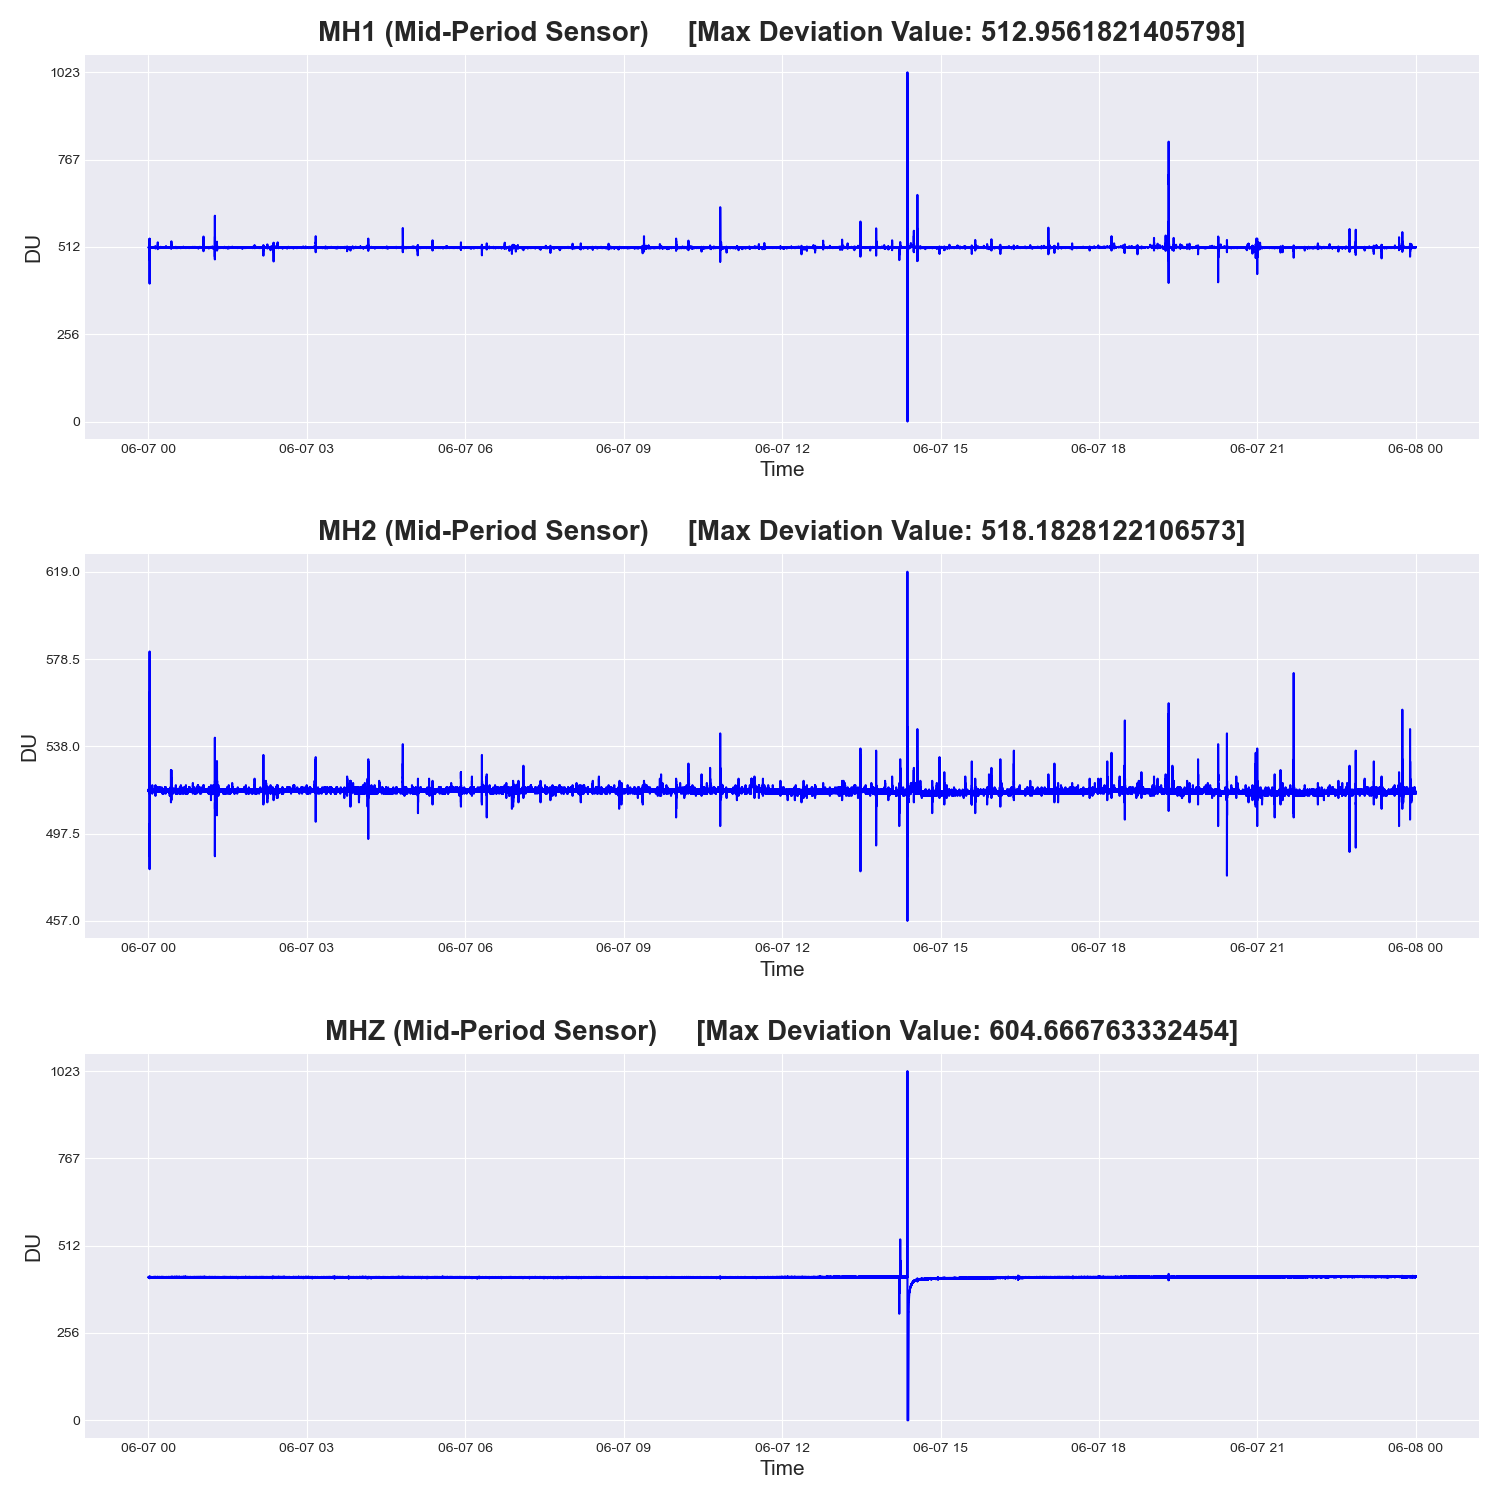 MH1 (Mid-Period Sensor) [Max Deviation Value: 512.9561821405798]
1023
767
512
256
0
DU
06-07 00 06-07 03 06-07 06 06-07 09 06-07 12 06-07 15 06-07 18 06-07 21 06-08 00
Time
MH2 (Mid-Period Sensor) [Max Deviation Value: 518.1828122106573]
619.0
578.5
538.0
497.5
457.0
DU
06-07 00 06-07 03 06-07 06 06-07 09 06-07 12 06-07 15 06-07 18 06-07 21 06-08 00
Time
MHZ (Mid-Period Sensor) [Max Deviation Value: 604.666763332454]
1023
767
512
256
0
DU
06-07 00 06-07 03 06-07 06 06-07 09 06-07 12 06-07 15 06-07 18 06-07 21 06-08 00
Time